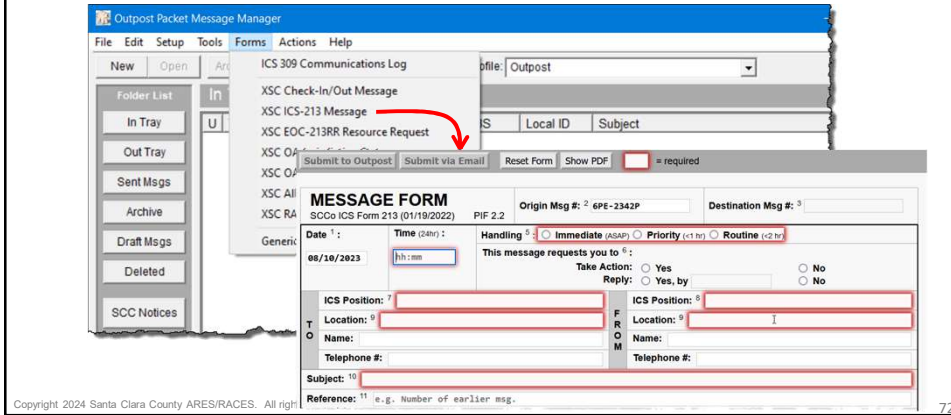 Outpost Packet Message Manager
File Edit Setup Tools Forms Actions Help
New Open ofile: Outpost
ICS 309 Communications Log
XSC Check-In/Out Message
XSC ICS-213 Message
XSC EOC-213RR Resource Request
XSC OA
XSC OA
XSC All
XSC RA
Generic
Folder List
In Tray
Out Tray
Sent Msgs
Archive
Draft Msgs
Deleted
SCC Notices
In
U Local ID Subject
Submit to Outpost Submit via Email Reset Form Show PDF = required
MESSAGE FORM
SCCo ICS Form 213 (01/19/2022) PIF 2.2
Origin Msg #: 2 6PE-2342P Destination Msg #: 3
Date 1: Time (24hr) : Handling 5: Immediate (ASAP) Priority (<1 hr) Routine (<2 hr)
08/10/2023 hh:mm
This message requests you to 6 :
Take Action: Yes No
Reply: Yes, by No
TO
ICS Position: 7
Location: 9
Name:
Telephone #:
FROM
ICS Position: 8
Location: 9
Name:
Telephone #:
Subject: 10
Reference: 11 e.g. Number of earlier msg.
Copyright 2024 Santa Clara County ARES/RACES. All righ